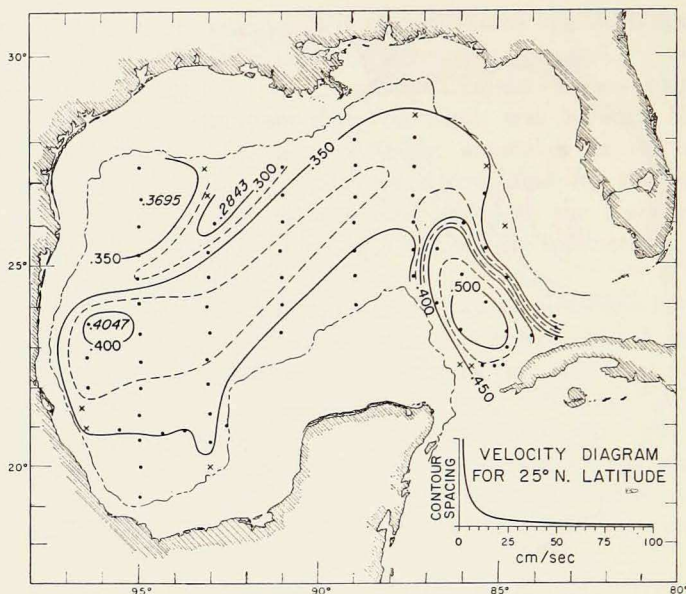 30°
.350
.300
.2843
.3695
.350
25°
.500
.400
.4047
.400
.450
20°
VELOCITY DIAGRAM
FOR 25° N. LATITUDE
CONTOUR
SPACING
0 25 50 75 100
cm/sec
95° 90° 85° 80°